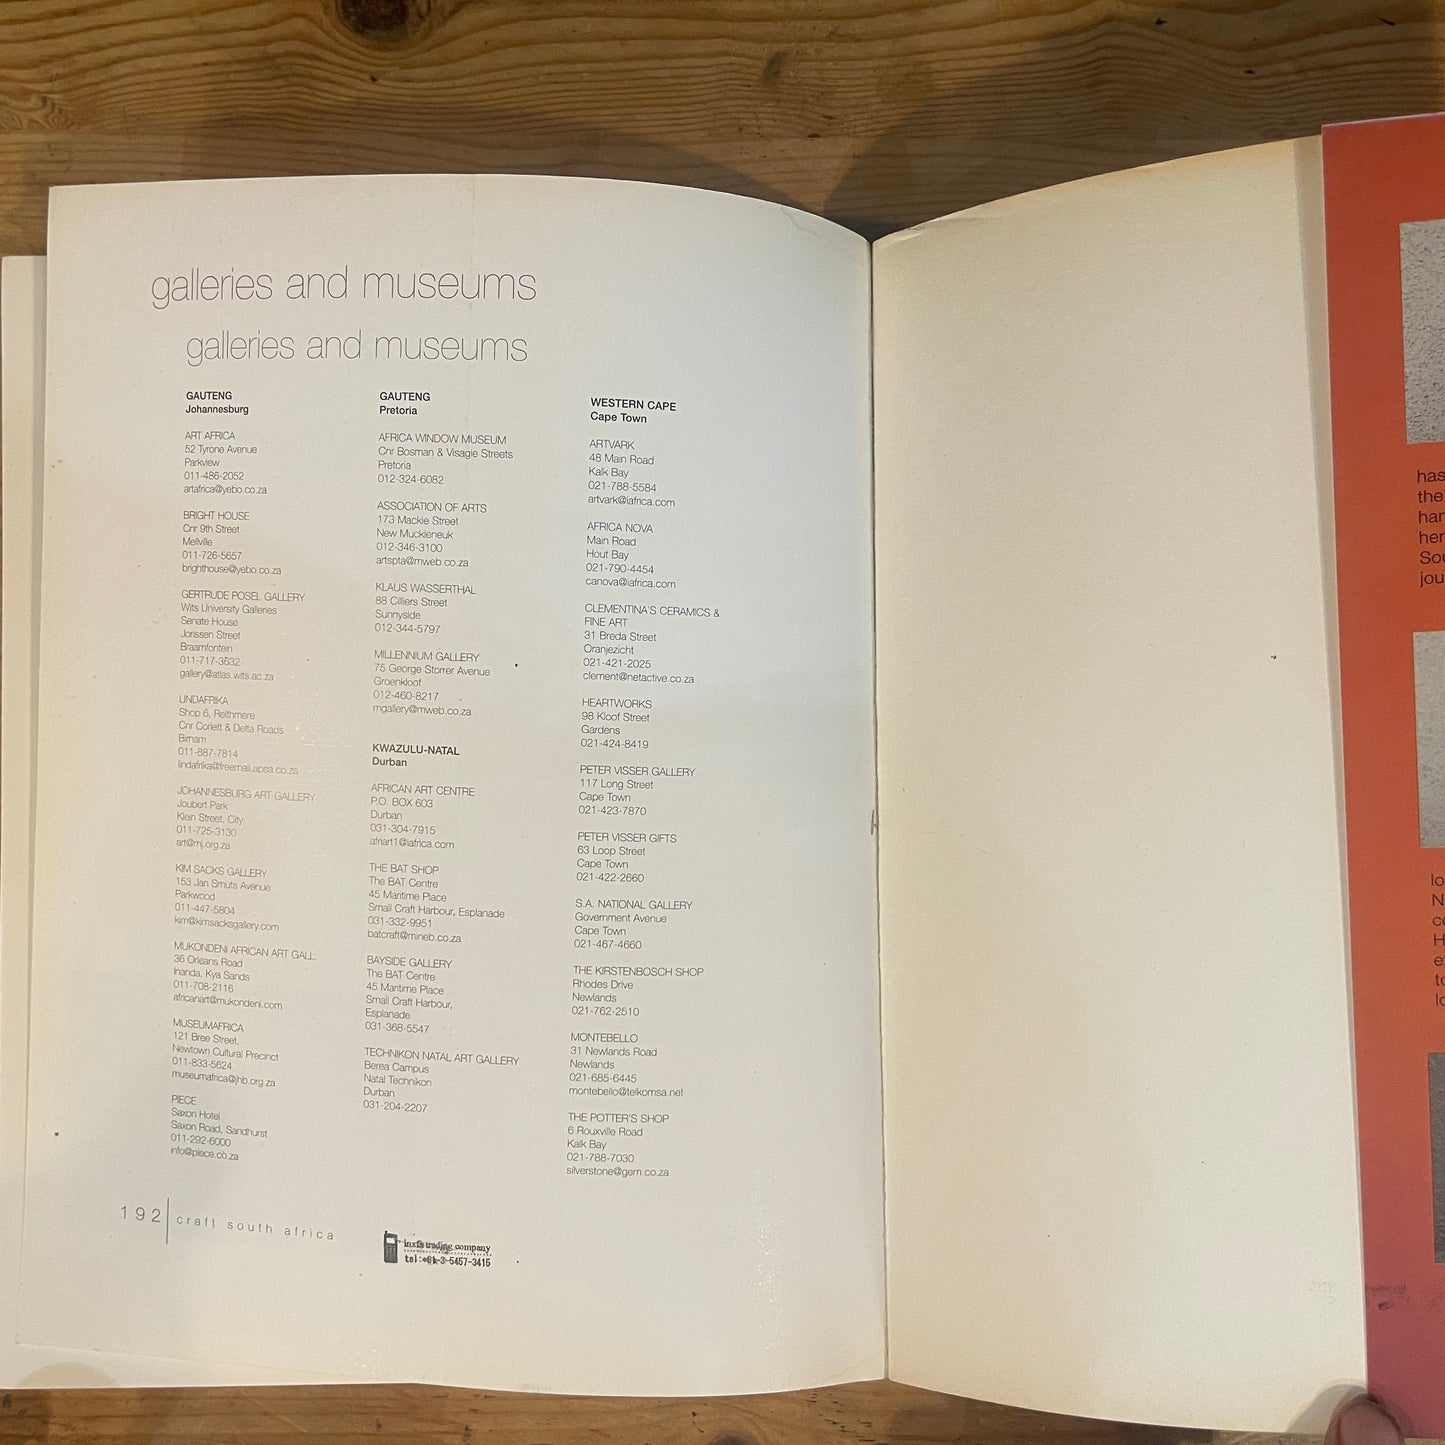 galleries and museums
galleries and museums
GAUTENG
Johannesburg
ART AFRICA
52 Tyrone Avenue
Parkview
011-486-2052
artafrica@yebo.co.za
BRIGHT HOUSE
Cnr 9th Street
Melville
011-726-5657
brighthouse@yebo.co.za
GERTRUDE POSEL GALLERY
Wits University Galleries
Senate House
Jorissen Street
Braamfontein
011-717-3632
gallery@atlas.wits.ac.za
LINDAFRIKA
Shop 6, Reithmere
Cnr Corlett & Delta Roads
Birnam
011-887-7814
lindafrika@freemail.apsa.co.za
JOHANNESBURG ART GALLERY
Joubert Park
Klein Street, City
011-725-3130
art@mj.org.za
KIM SACKS GALLERY
153 Jan Smuts Avenue
Parkwood
011-447-5804
kim@kimsacksgallery.com
MUKONDENI AFRICAN ART GALL.
36 Orleans Road
Inanda, Kya Sands
011-708-2116
africanart@mukondeni.com
MUSEUMAFRICA
121 Bree Street,
Newtown Cultural Precinct
011-833-5624
museumafrica@jhb.org.za
PIECE
Saxon Hotel
Saxon Road, Sandhurst
011-292-6000
info@piece.co.za
GAUTENG
Pretoria
AFRICA WINDOW MUSEUM
Cnr Bosman & Visagie Streets
Pretoria
012-324-6082
ASSOCIATION OF ARTS
173 Mackie Street
New Muckleneuk
012-346-3100
artspta@mweb.co.za
KLAUS WASSERTHAL
88 Cilliers Street
Sunnyside
012-344-5797
MILLENNIUM GALLERY
75 George Storrer Avenue
Groenkloof
012-460-8217
mgallery@mweb.co.za
KWAZULU-NATAL
Durban
AFRICAN ART CENTRE
P.O. BOX 603
Durban
031-304-7915
afriart1@iafrica.com
THE BAT SHOP
The BAT Centre
45 Maritime Place
Small Craft Harbour, Esplanade
031-332-9951
batcraft@mineb.co.za
BAYSIDE GALLERY
The BAT Centre
45 Maritime Place
Small Craft Harbour,
Esplanade
031-368-5547
TECHNIKON NATAL ART GALLERY
Berea Campus
Natal Technikon
Durban
031-204-2207
WESTERN CAPE
Cape Town
ARTVARK
48 Main Road
Kalk Bay
021-788-5584
artvark@iafrica.com
AFRICA NOVA
Main Road
Hout Bay
021-790-4454
canova@iafrica.com
CLEMENTINA'S CERAMICS &
FINE ART
31 Breda Street
Oranjezicht
021-421-2025
clement@netactive.co.za
HEARTWORKS
98 Kloof Street
Gardens
021-424-8419
PETER VISSER GALLERY
117 Long Street
Cape Town
021-423-7870
PETER VISSER GIFTS
63 Loop Street
Cape Town
021-422-2660
S.A. NATIONAL GALLERY
Government Avenue
Cape Town
021-467-4660
THE KIRSTENBOSCH SHOP
Rhodes Drive
Newlands
021-762-2510
MONTEBELLO
31 Newlands Road
Newlands
021-685-6445
montebello@telkomsa.net
THE POTTER'S SHOP
6 Rouxville Road
Kalk Bay
021-788-7030
silverstone@gem.co.za
192 craft south africa
trading company
tel:+81-3-5457-3415
has
the
har
her
Sou
jou
lo
N
c
H
e
to
lo